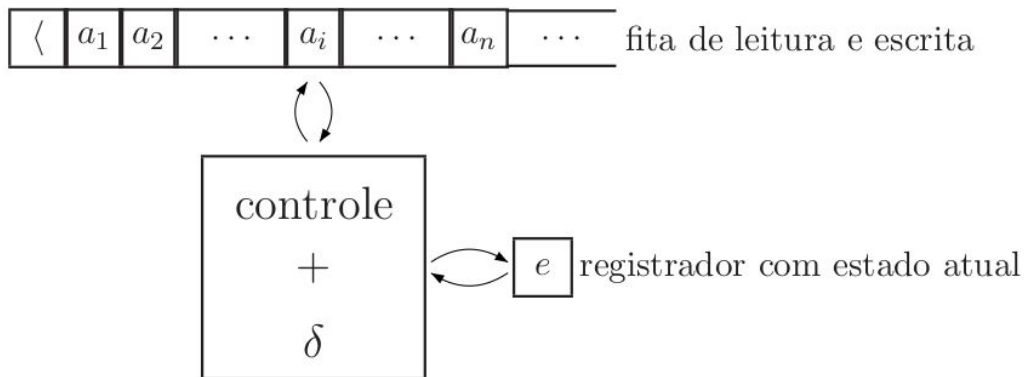 ⟨ a₁ a₂ ⋯ aᵢ ⋯ aₙ ⋯ fita de leitura e escrita
controle
+
e registrador com estado atual
δ